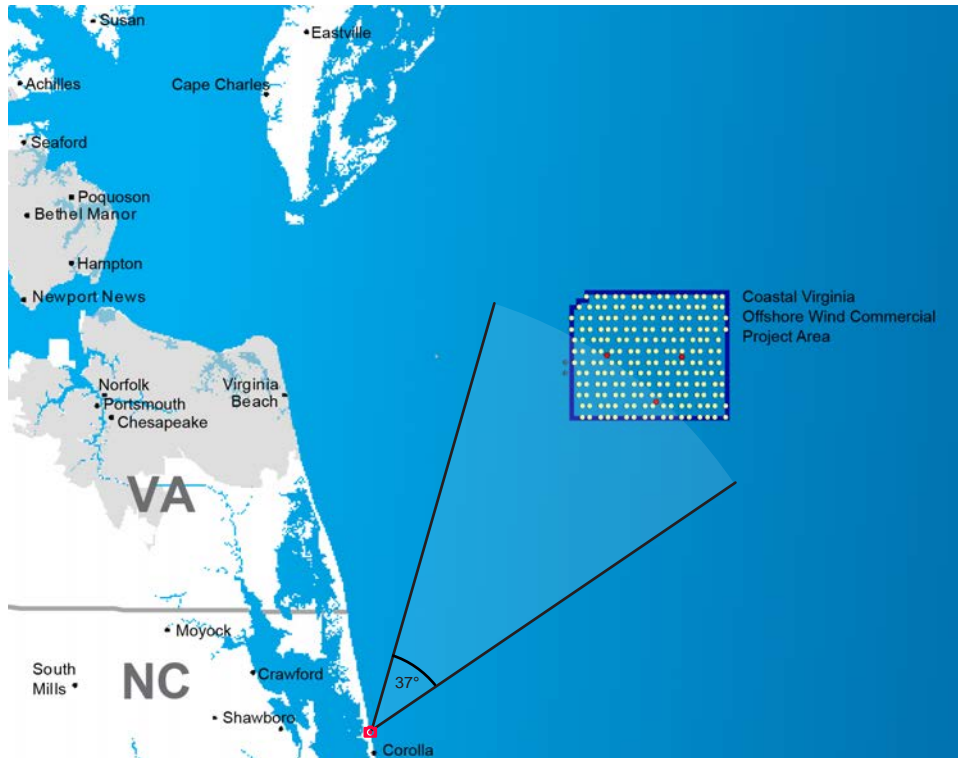 Susan
Eastville
Achilles
Cape Charles
Seaford
Poquoson
Bethel Manor
Hampton
Newport News
Coastal Virginia
Offshore Wind Commercial
Project Area
Norfolk
Portsmouth
Chesapeake
Virginia
Beach
VA
Moyock
South
Mills
NC
Crawford
37°
Shawboro
Corolla